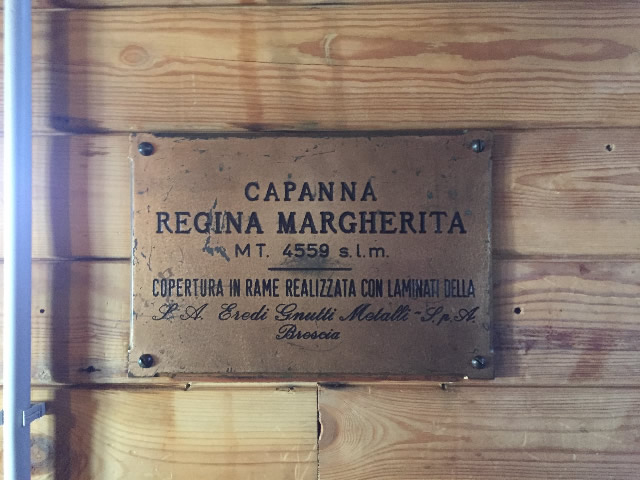 CAPANNA
REGINA MARGHERITA
MT. 4559 s.l.m.
COPERTURA IN RAME REALIZZATA CON LAMINATI DELLA
S. A. Eredi Gnutti Metalli - S.p.A.
Brescia